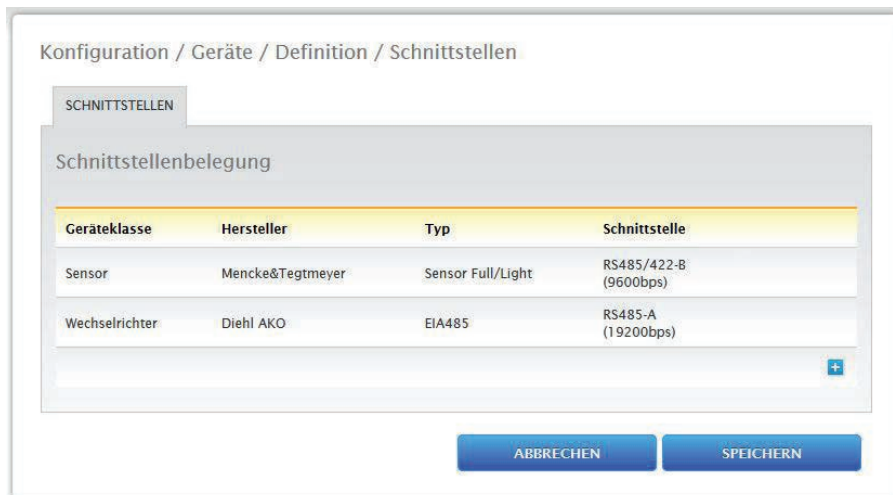 Konfiguration / Geräte / Definition / Schnittstellen
SCHNITTSTELLEN
Schnittstellenbelegung
Geräteklasse Hersteller Typ Schnittstelle
Sensor Mencke&Tegtmeyer Sensor Full/Light RS485/422-B
(9600bps)
Wechselrichter Diehl AKO EIA485 RS485-A
(19200bps)
+
ABBRECHEN SPEICHERN